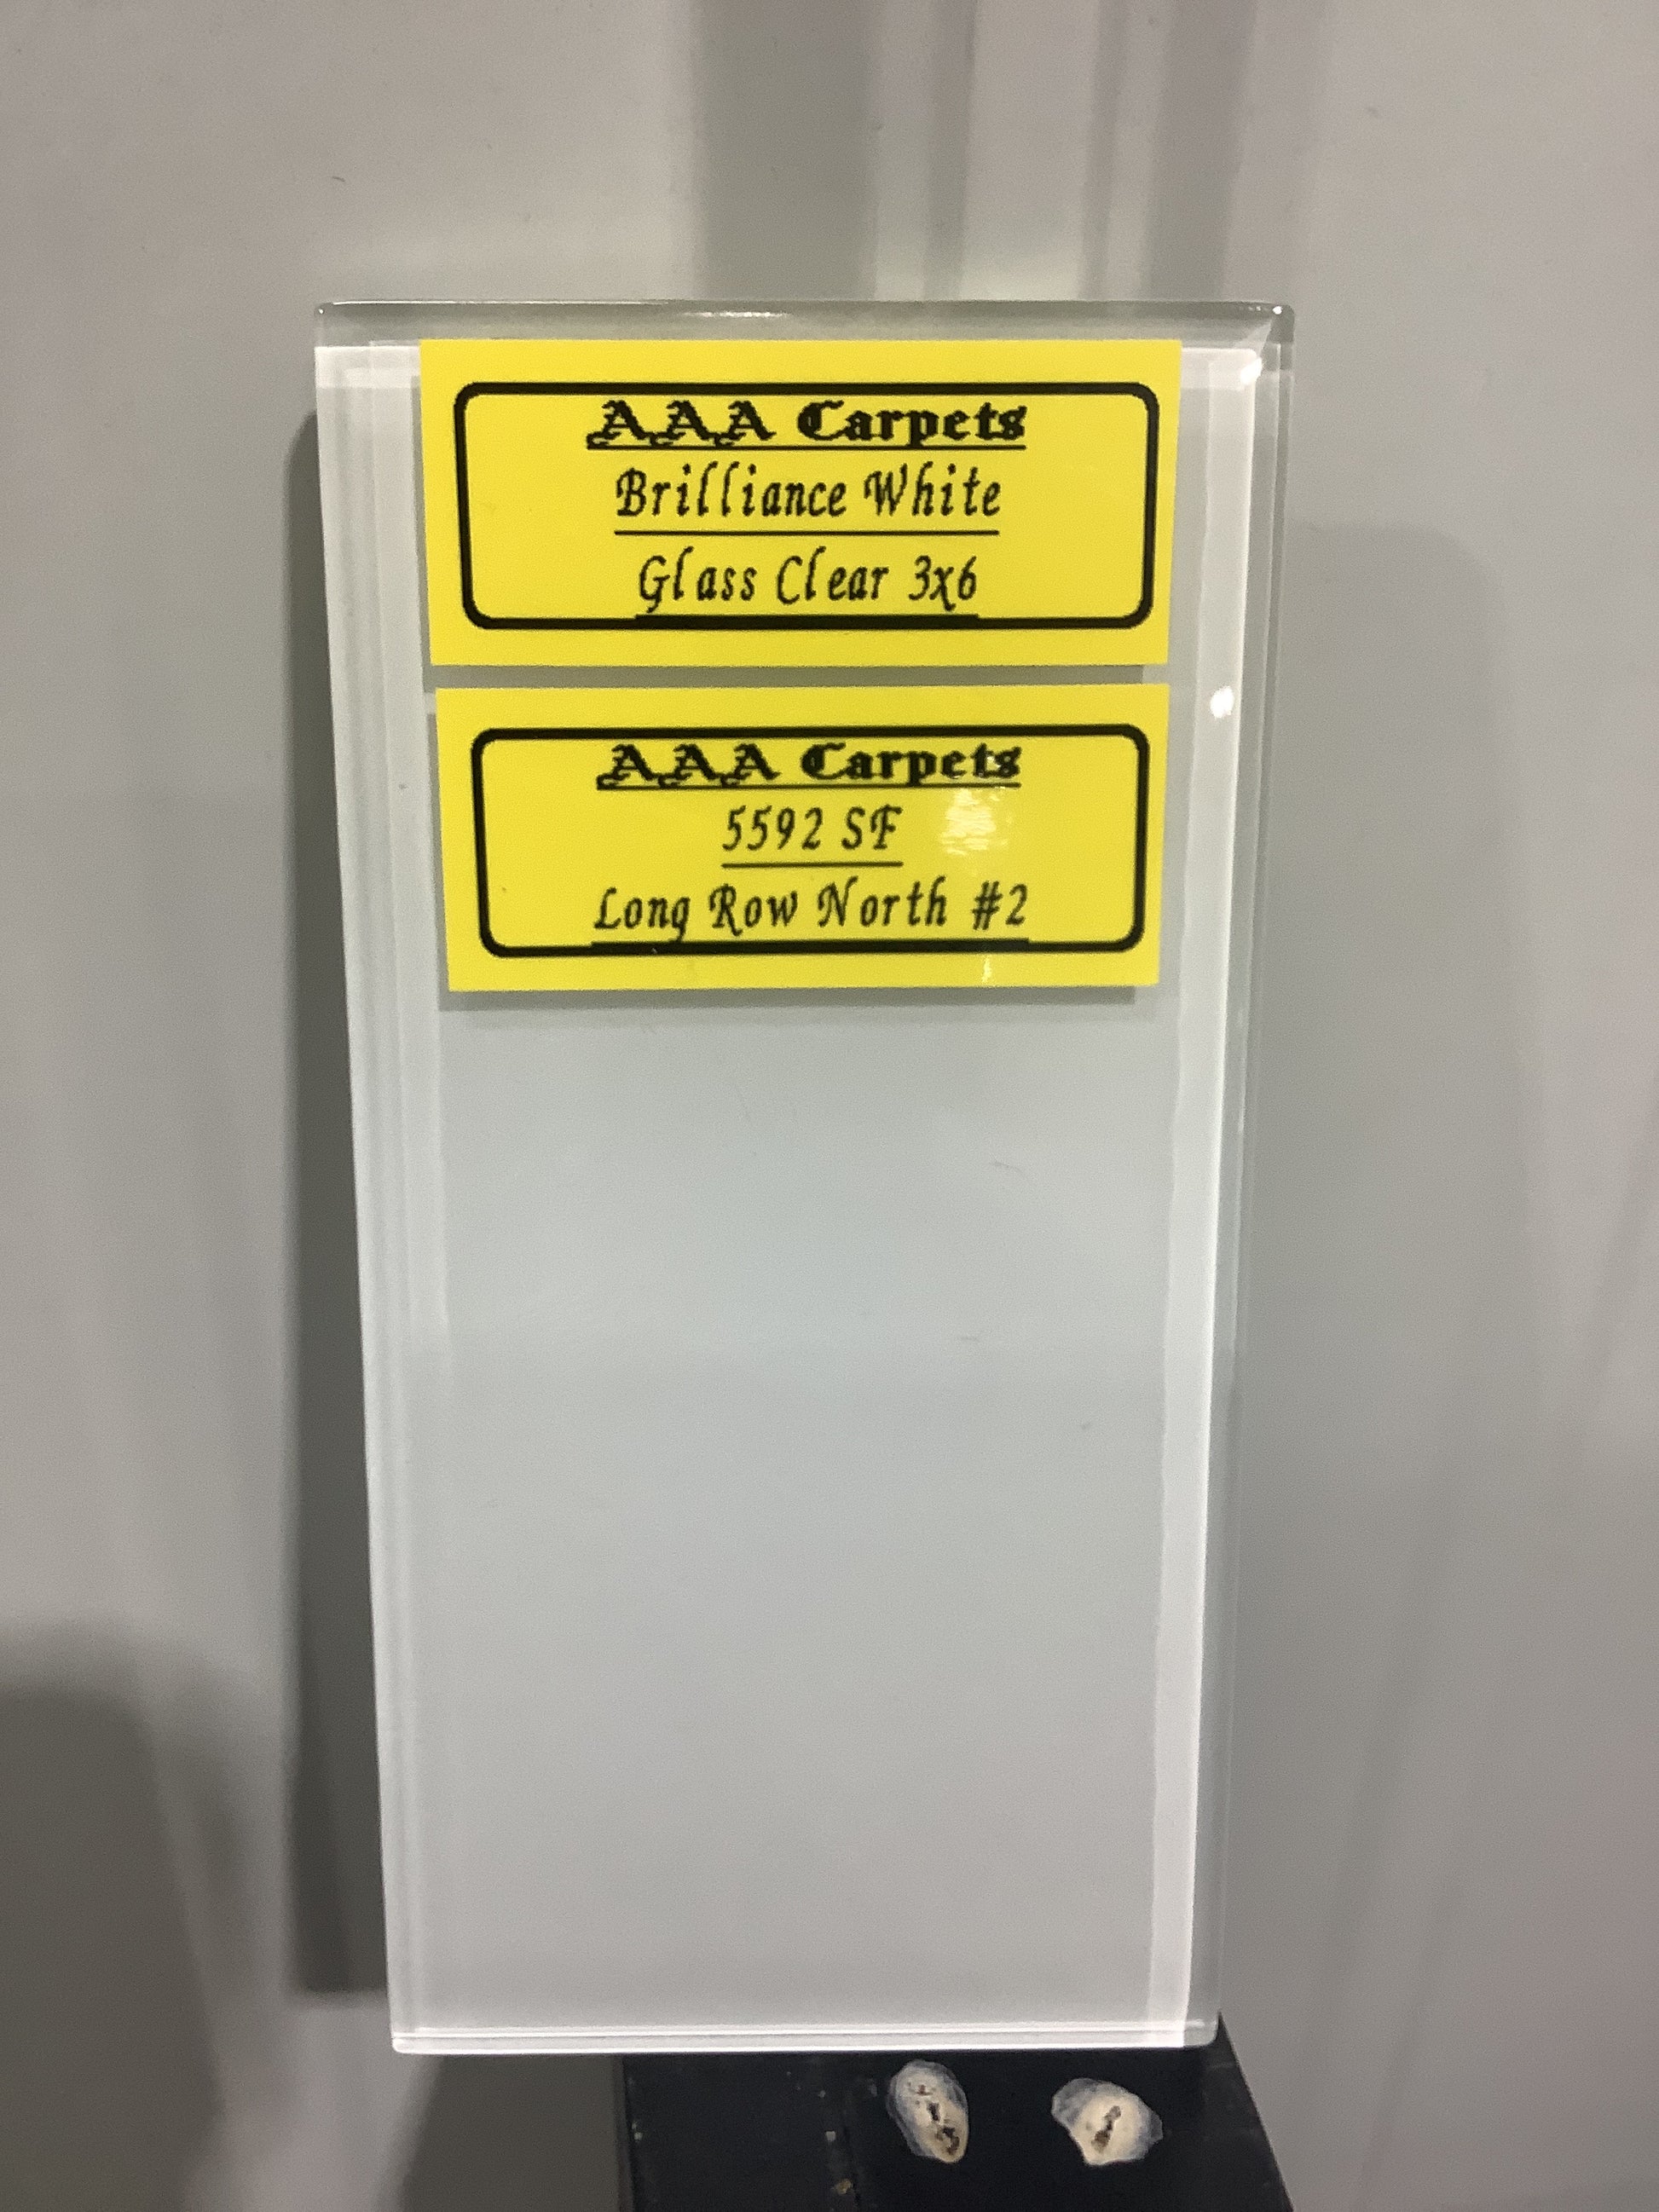 AAA Carpets
Brilliance White
Glass Clear 3x6
AAA Carpets
5592 SF
Long Row North #2